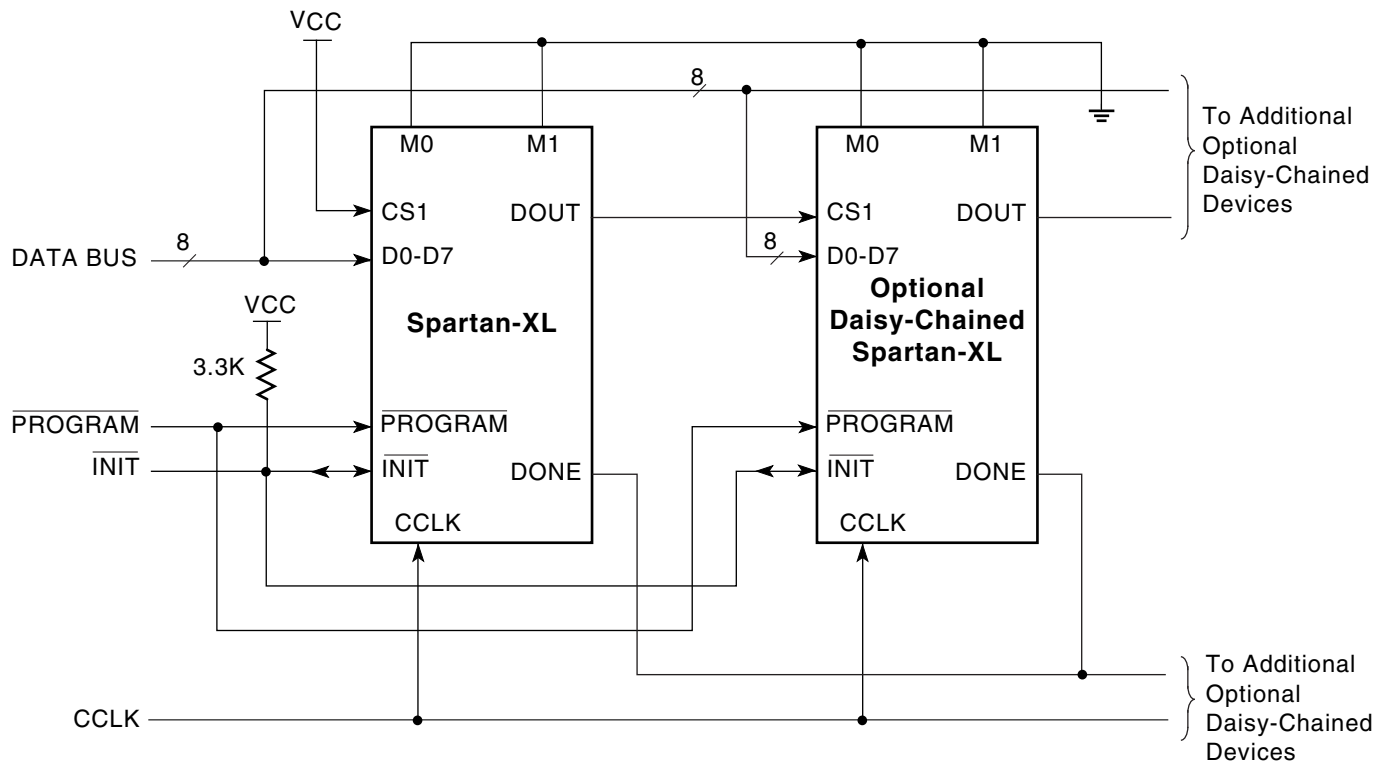 VCC
8
M0
M1
M0
M1
To Additional
Optional
Daisy-Chained
Devices
CS1
DOUT
CS1
DOUT
DATA BUS
8
D0-D7
8
D0-D7
VCC
Spartan-XL
Optional
Daisy-Chained
Spartan-XL
3.3K
PROGRAM
PROGRAM
PROGRAM
INIT
INIT
DONE
INIT
DONE
CCLK
CCLK
To Additional
Optional
Daisy-Chained
Devices
CCLK